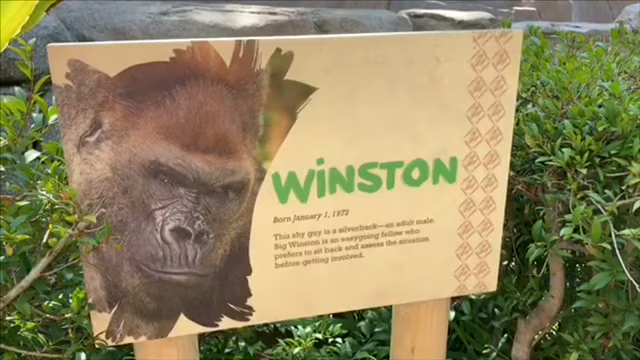 WINSTON
Born January 1, 1972
This shy guy is a silverback—an adult male.
Big Winston is an easygoing fellow who
prefers to sit back and assess the situation
before getting involved.